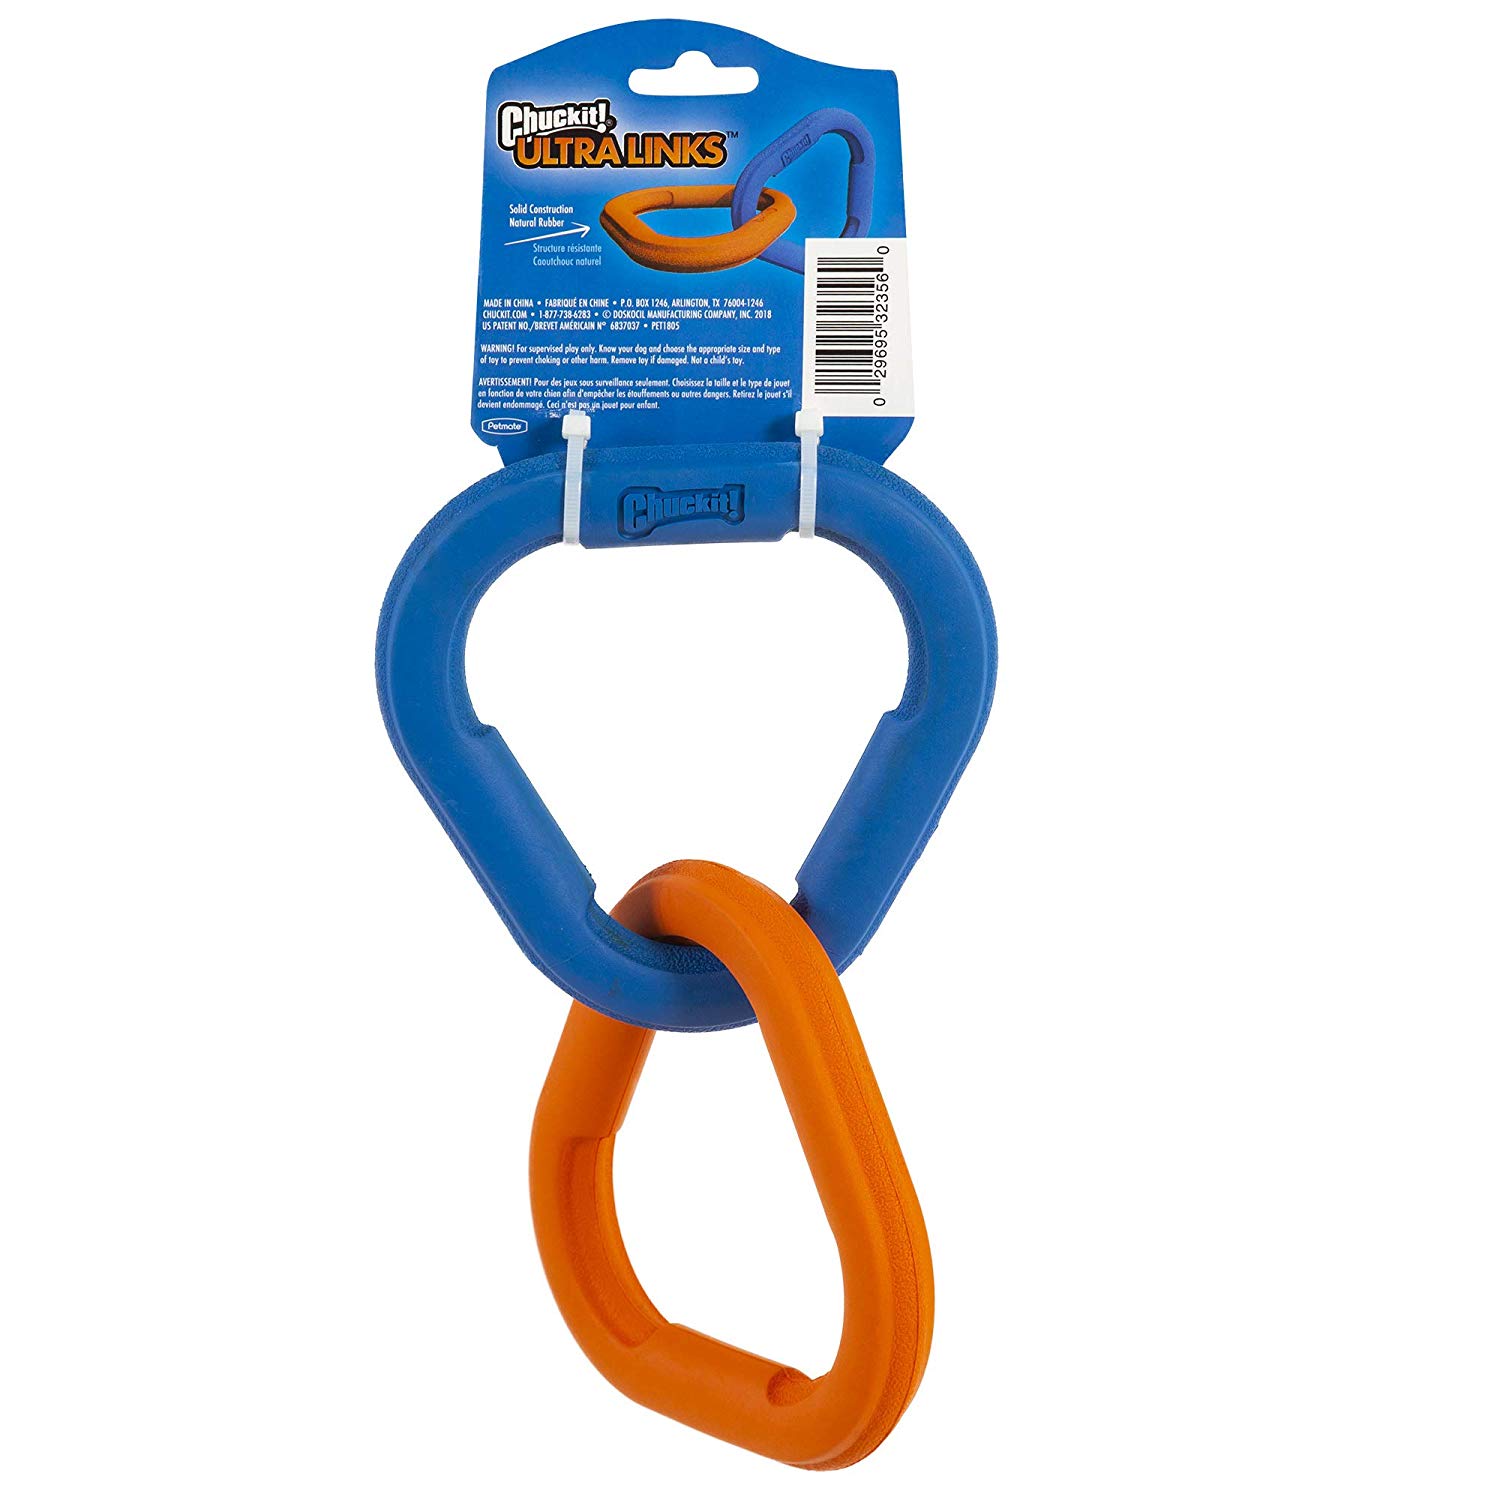 Chuckit!®
ULTRA LINKS™
Chuckit!
Solid Construction
Natural Rubber
Structure résistante
Caoutchouc naturel
MADE IN CHINA • FABRIQUÉ EN CHINE • P.O. BOX 1246, ARLINGTON, TX 76004-1246
CHUCKIT.COM • 1-877-738-6283 • © DOSKOCIL MANUFACTURING COMPANY, INC. 2018
US PATENT NO./BREVET AMÉRICAIN Nº 6837037 • PET1805
WARNING! For supervised play only. Know your dog and choose the appropriate size and type
of toy to prevent choking or other harm. Remove toy if damaged. Not a child's toy.
AVERTISSEMENT! Pour des jeux sous surveillance seulement. Choisissez la taille et le type de jouet
en fonction de votre chien afin d'empêcher les étouffements ou autres dangers. Retirez le jouet s'il
devient endommagé. Ceci n'est pas un jouet pour enfant.
Petmate®
0 29695 32356 0
Chuckit!